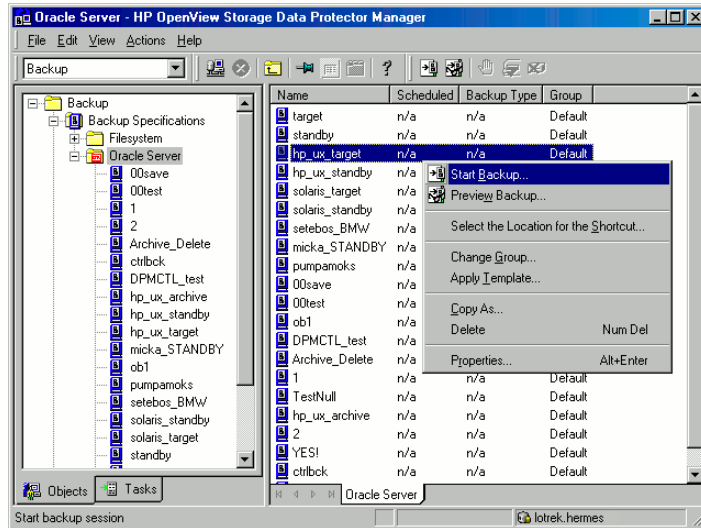 Oracle Server - HP OpenView Storage Data Protector Manager
File Edit View Actions Help
Backup
Backup
Backup Specifications
Filesystem
Oracle Server
00save
00test
1
2
Archive_Delete
ctrlbck
DPMCTL_test
hp_ux_archive
hp_ux_standby
hp_ux_target
micka_STANDBY
ob1
pumpamoks
setebos_BMW
solaris_standby
solaris_target
standby
Objects Tasks
Name Scheduled Backup Type Group
target n/a n/a Default
standby n/a n/a Default
hp_ux_target n/a n/a Default
hp_ux_standby n/a
solaris_target n/a
solaris_standby n/a
setebos_BMW n/a
micka_STANDBY n/a
pumpamoks n/a
00save n/a
00test n/a
ob1 n/a
DPMCTL_test n/a
Archive_Delete n/a
1 n/a n/a Default
TestNull n/a n/a Default
hp_ux_archive n/a n/a Default
2 n/a n/a Default
YES! n/a n/a Default
ctrlbck n/a n/a Default
Start Backup...
Preview Backup...
Select the Location for the Shortcut...
Change Group...
Apply Template...
Copy As...
Delete Num Del
Properties... Alt+Enter
Oracle Server
Start backup session
lotrek.hermes